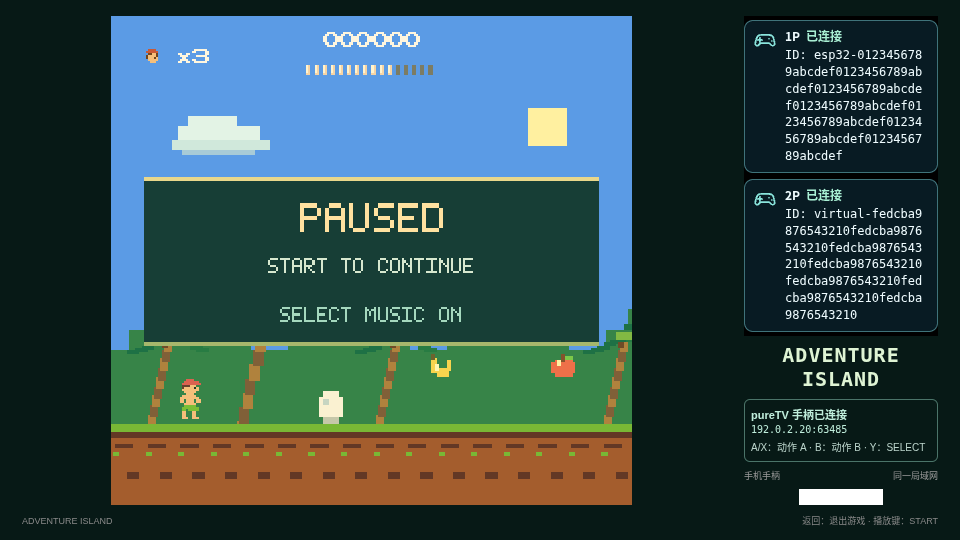 000000
x3
PAUSED
START TO CONTINUE
SELECT MUSIC ON
1P 已连接
ID: esp32-012345678
9abcdef0123456789ab
cdef0123456789abcde
f0123456789abcdef01
23456789abcdef01234
56789abcdef01234567
89abcdef
2P 已连接
ID: virtual-fedcba9
876543210fedcba9876
543210fedcba9876543
210fedcba9876543210
fedcba9876543210fed
cba9876543210fedcba
9876543210
ADVENTURE
ISLAND
pureTV 手柄已连接
192.0.2.20:63485
A/X：动作 A · B：动作 B · Y：SELECT
手机手柄 同一局域网
ADVENTURE ISLAND
返回：退出游戏 · 播放键：START